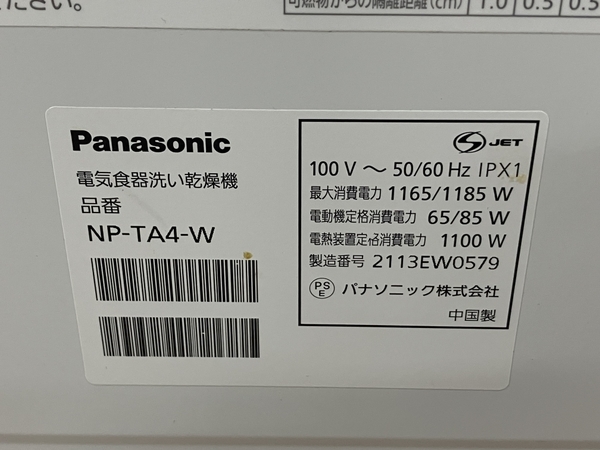 ださい。
可燃物からの隔離距離(cm) 1.0 0.5 0.5
Panasonic
電気食器洗い乾燥機
品番
NP-TA4-W
JET
100 V ～ 50/60 Hz IPX1
最大消費電力 1165/1185 W
電動機定格消費電力 65/85 W
電熱装置定格消費電力 1100 W
製造番号 2113EW0579
PSE パナソニック株式会社
中国製